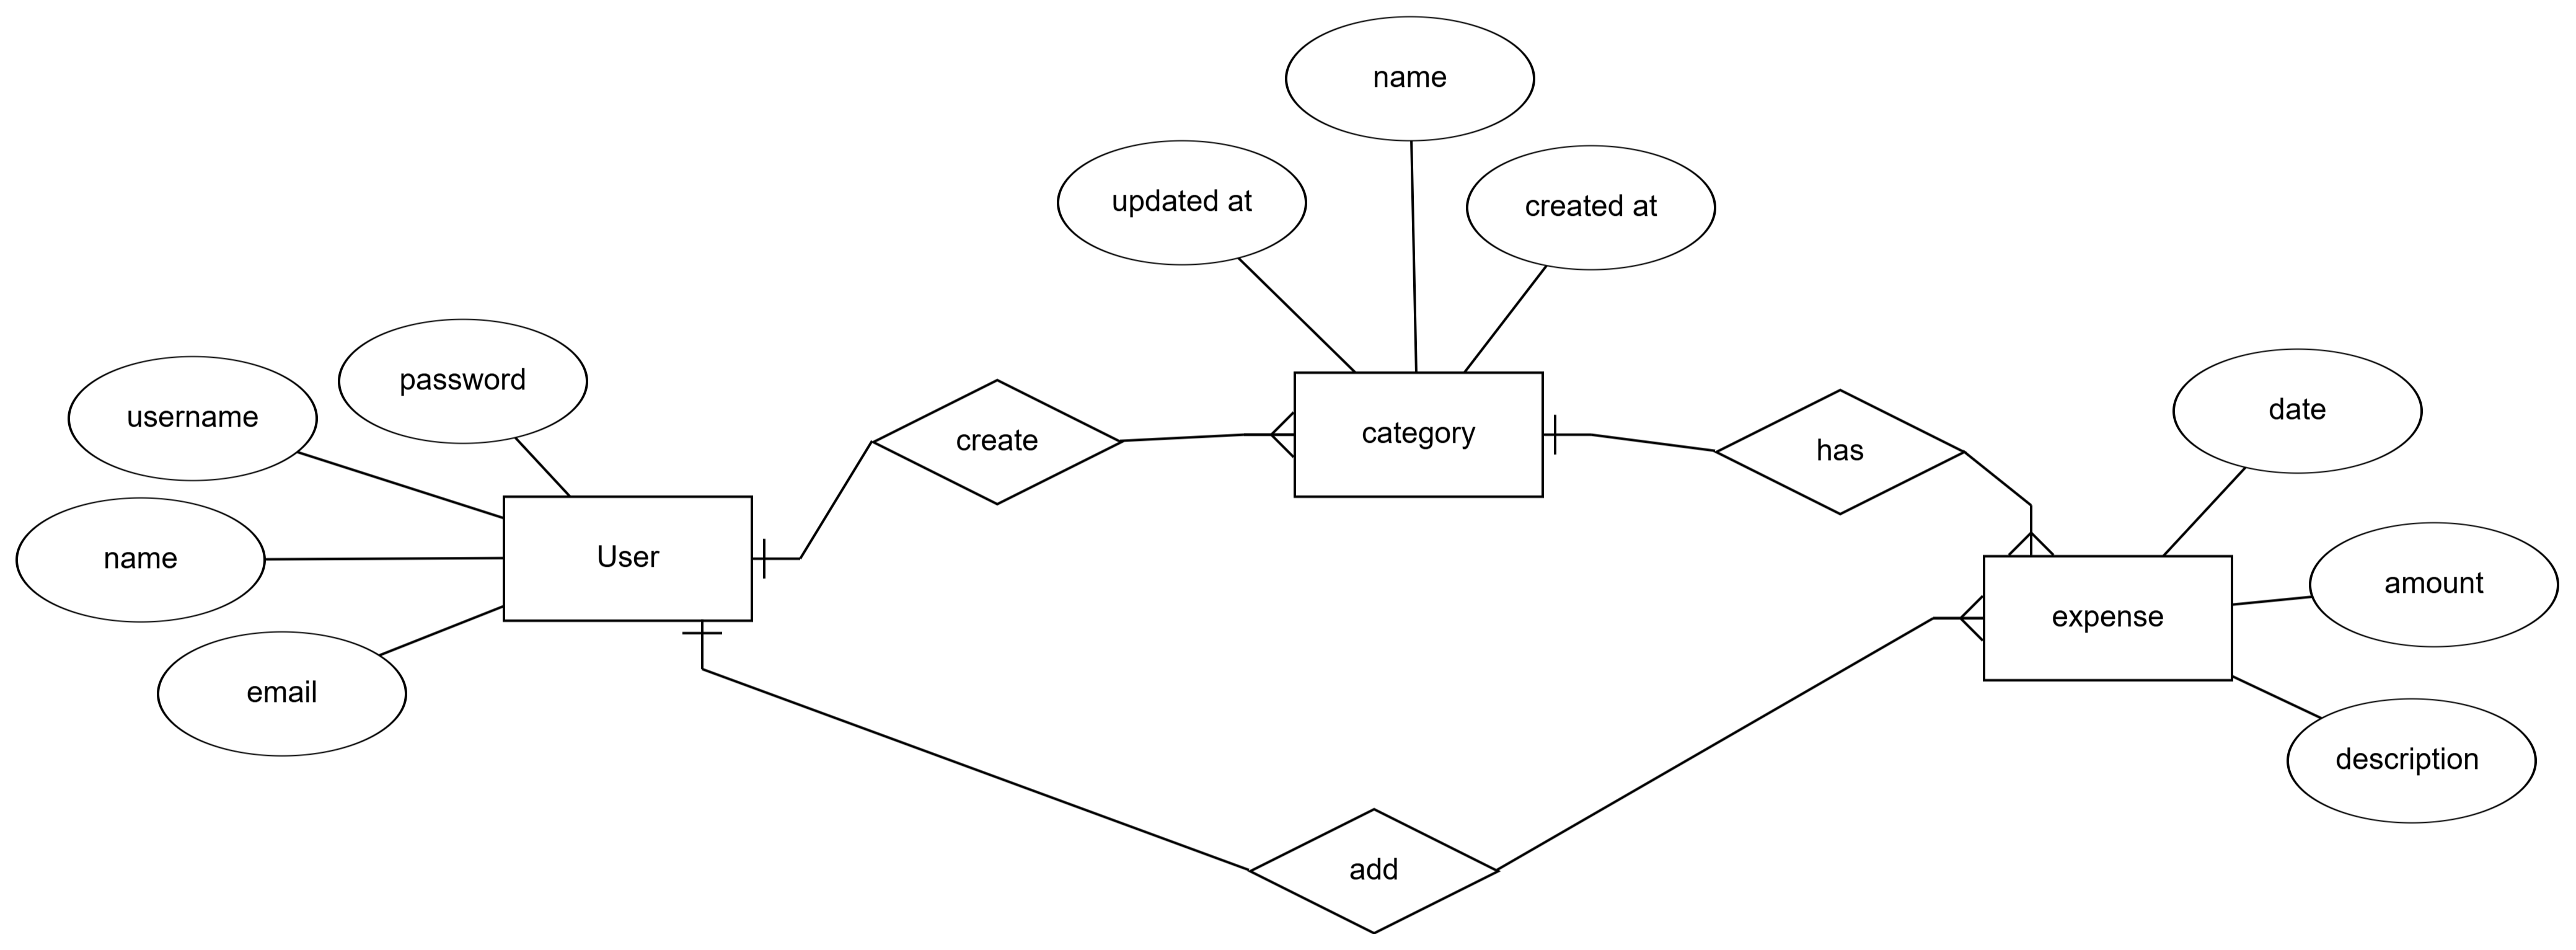 name
updated at
created at
password
username
date
create
category
has
name
User
amount
expense
email
description
add